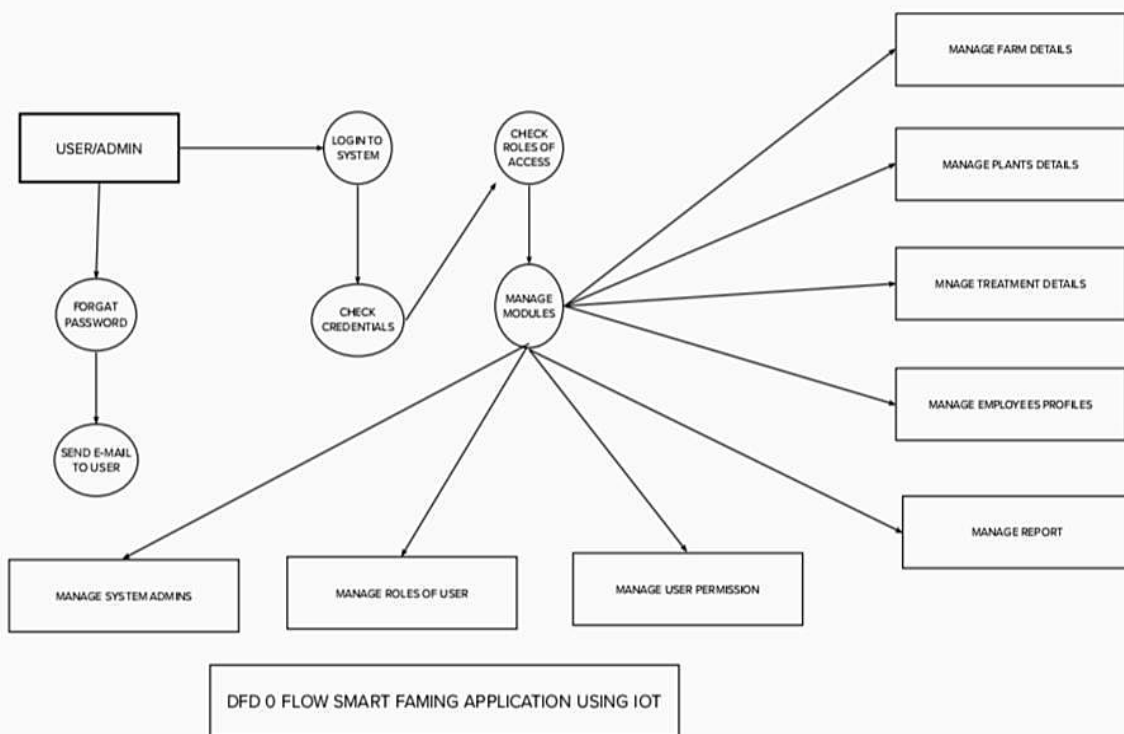 MANAGE FARM DETAILS
USER/ADMIN
LOGIN TO
SYSTEM
CHECK
ROLES OF
ACCESS
MANAGE PLANTS DETAILS
FORGAT
PASSWORD
CHECK
CREDENTIALS
MANAGE
MODULES
MNAGE TREATMENT DETAILS
MANAGE EMPLOYEES PROFILES
SEND E-MAIL
TO USER
MANAGE REPORT
MANAGE SYSTEM ADMINS
MANAGE ROLES OF USER
MANAGE USER PERMISSION
DFD 0 FLOW SMART FAMING APPLICATION USING IOT